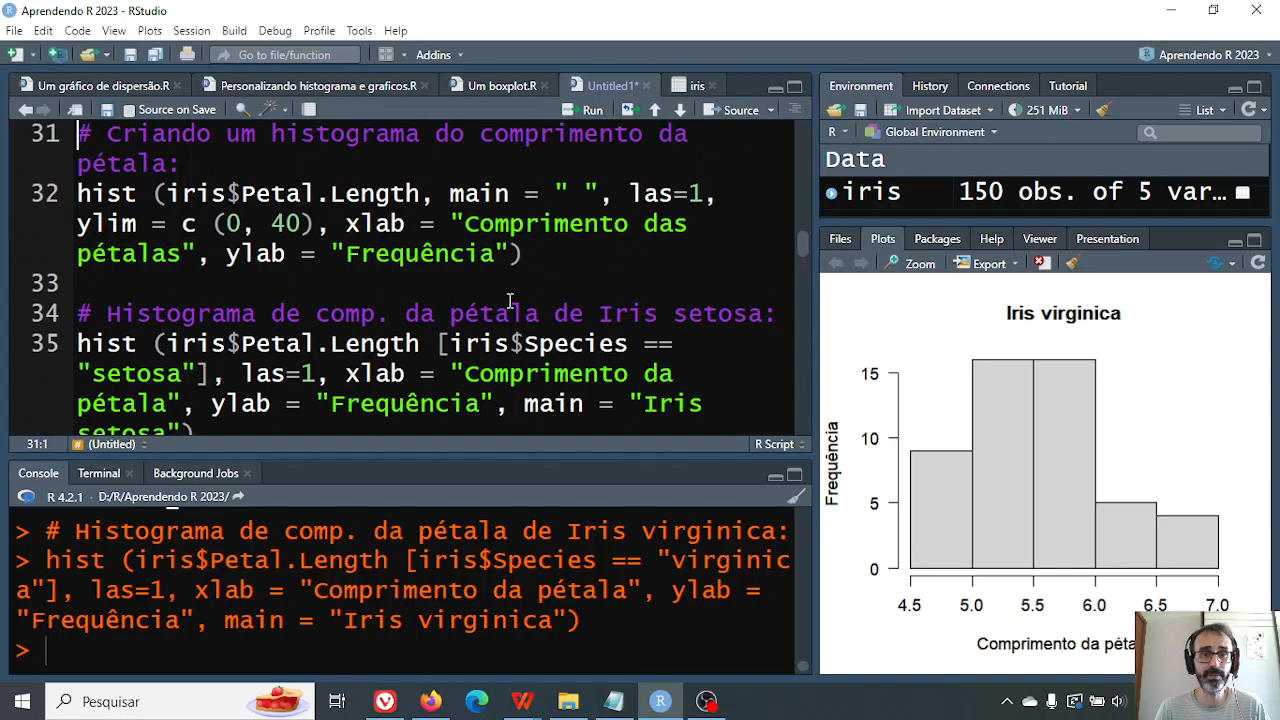 Aprendendo R 2023 - RStudio
File Edit Code View Plots Session Build Debug Profile Tools Help
Go to file/function
Addins
Aprendendo R 2023
Um gráfico de dispersão.R
Personalizando histograma e graficos.R
Um boxplot.R
Untitled1*
iris
Source on Save
Run
Source
31 # Criando um histograma do comprimento da
pétala:
32 hist (iris$Petal.Length, main = " ", las=1,
ylim = c (0, 40), xlab = "Comprimento das
pétalas", ylab = "Frequência")
33
34 # Histograma de comp. da pétala de Iris setosa:
35 hist (iris$Petal.Length [iris$Species ==
"setosa"], las=1, xlab = "Comprimento da
pétala", ylab = "Frequência", main = "Iris
setosa")
31:1 # (Untitled) R Script
Console Terminal Background Jobs
R 4.2.1 · D:/R/Aprendendo R 2023/
> # Histograma de comp. da pétala de Iris virginica:
> hist (iris$Petal.Length [iris$Species == "virginic
a"], las=1, xlab = "Comprimento da pétala", ylab =
"Frequência", main = "Iris virginica")
>
Environment History Connections Tutorial
Import Dataset 251 MiB List
R Global Environment
Data
iris 150 obs. of 5 var...
Files Plots Packages Help Viewer Presentation
Zoom Export
Iris virginica
Frequência
15
10
5
0
4.5 5.0 5.5 6.0 6.5 7.0
Comprimento da péta
Pesquisar